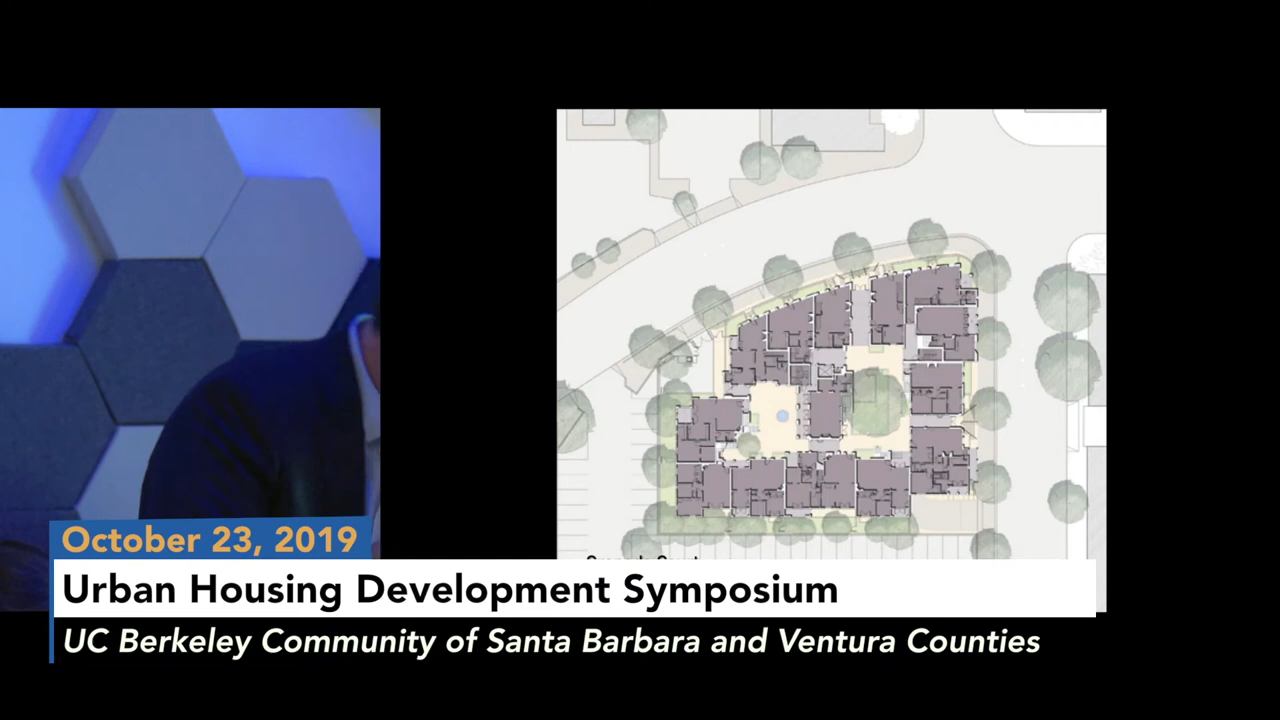 October 23, 2019
Urban Housing Development Symposium
UC Berkeley Community of Santa Barbara and Ventura Counties